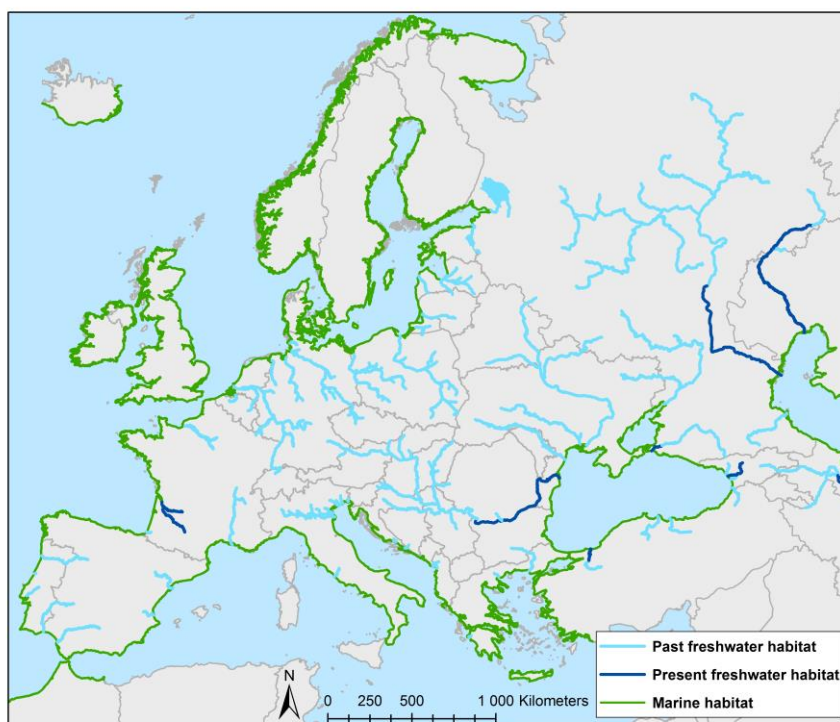 Past freshwater habitat
Present freshwater habitat
Marine habitat
N
0 250 500 1 000 Kilometers